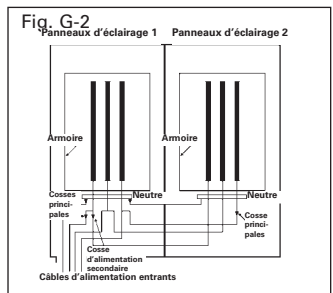 Fig. G-2
Panneaux d'éclairage 1
Panneaux d'éclairage 2
Armoire
Armoire
Cosses
princi-
pales
Neutre
Neutre
Cosse
princi-
pales
Cosse
d'alimentation
secondaire
Câbles d'alimentation entrants